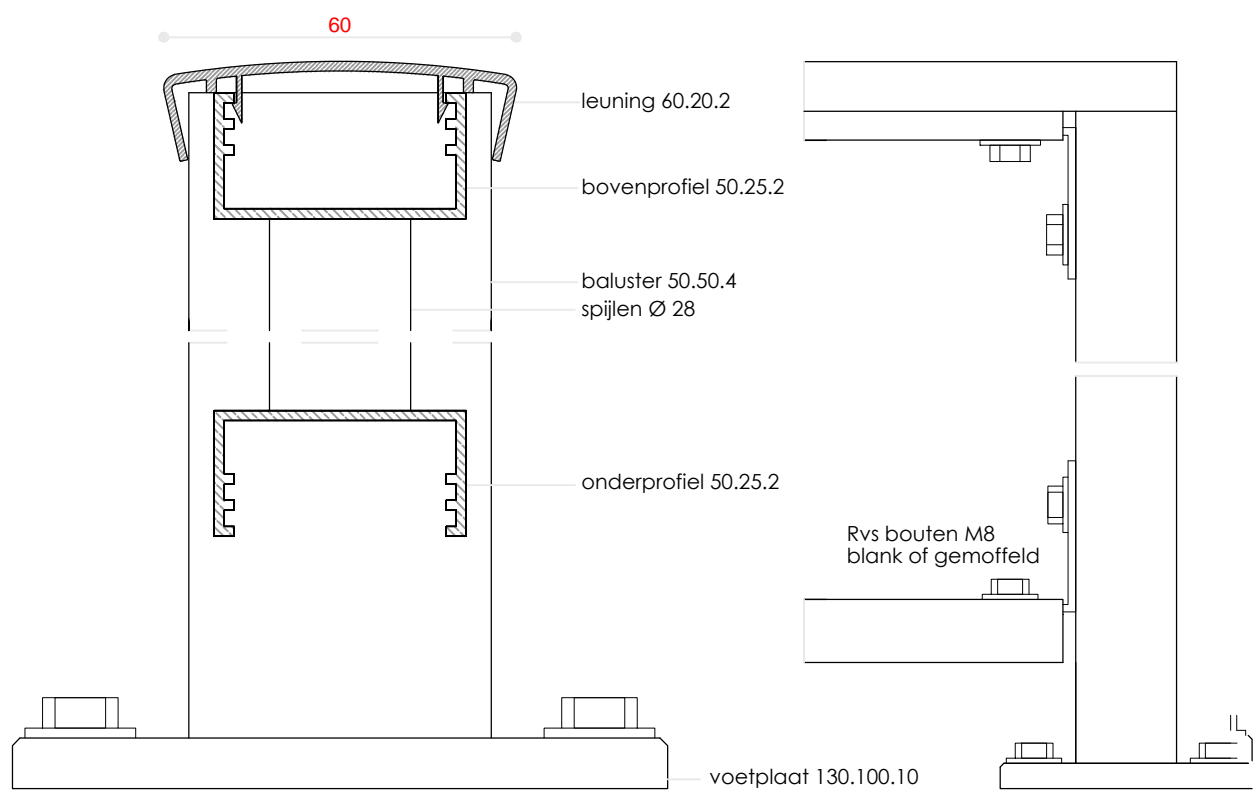 60
leuning 60.20.2
bovenprofiel 50.25.2
baluster 50.50.4
spijlen Ø 28
onderprofiel 50.25.2
Rvs bouten M8
blank of gemoffeld
voetplaat 130.100.10